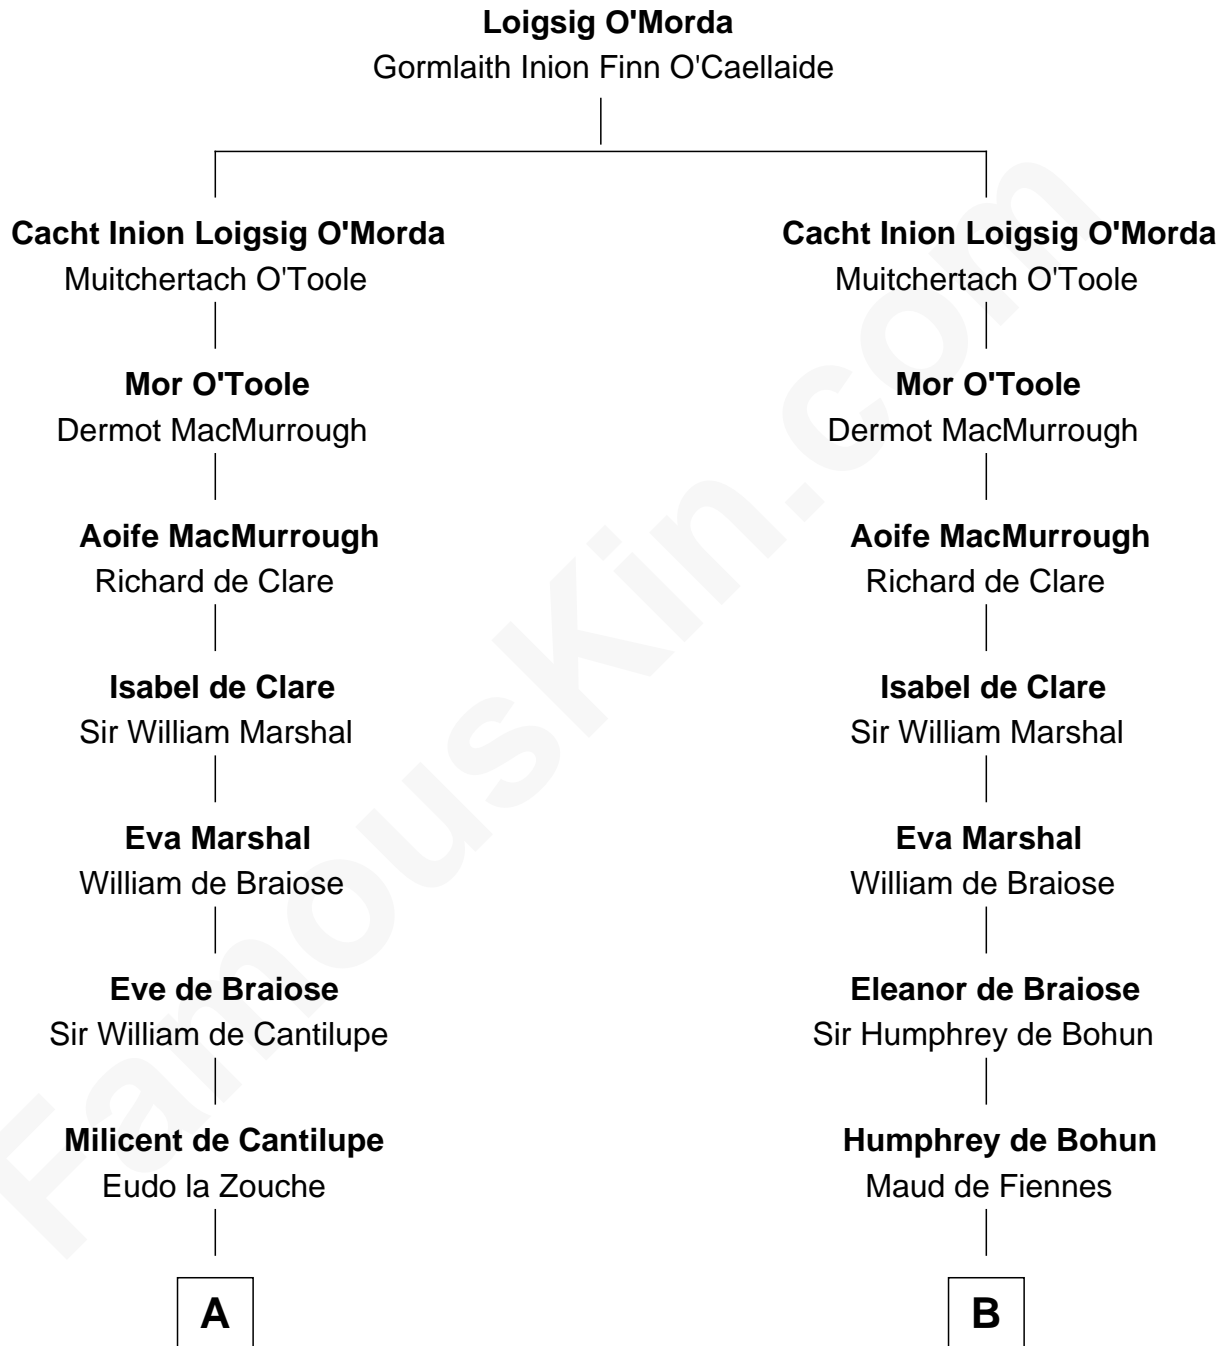 Loigsig O'Morda
Gormlaith Inion Finn O'Caellaide
Cacht Inion Loigsig O'Morda
Muitchertach O'Toole
Mor O'Toole
Dermot MacMurrough
Aoife MacMurrough
Richard de Clare
Isabel de Clare
Sir William Marshal
Eva Marshal
William de Braiose
Eve de Braiose
Sir William de Cantilupe
Milicent de Cantilupe
Eudo la Zouche
A
Cacht Inion Loigsig O'Morda
Muitchertach O'Toole
Mor O'Toole
Dermot MacMurrough
Aoife MacMurrough
Richard de Clare
Isabel de Clare
Sir William Marshal
Eva Marshal
William de Braiose
Eleanor de Braiose
Sir Humphrey de Bohun
Humphrey de Bohun
Maud de Fiennes
B
FamousKin.com